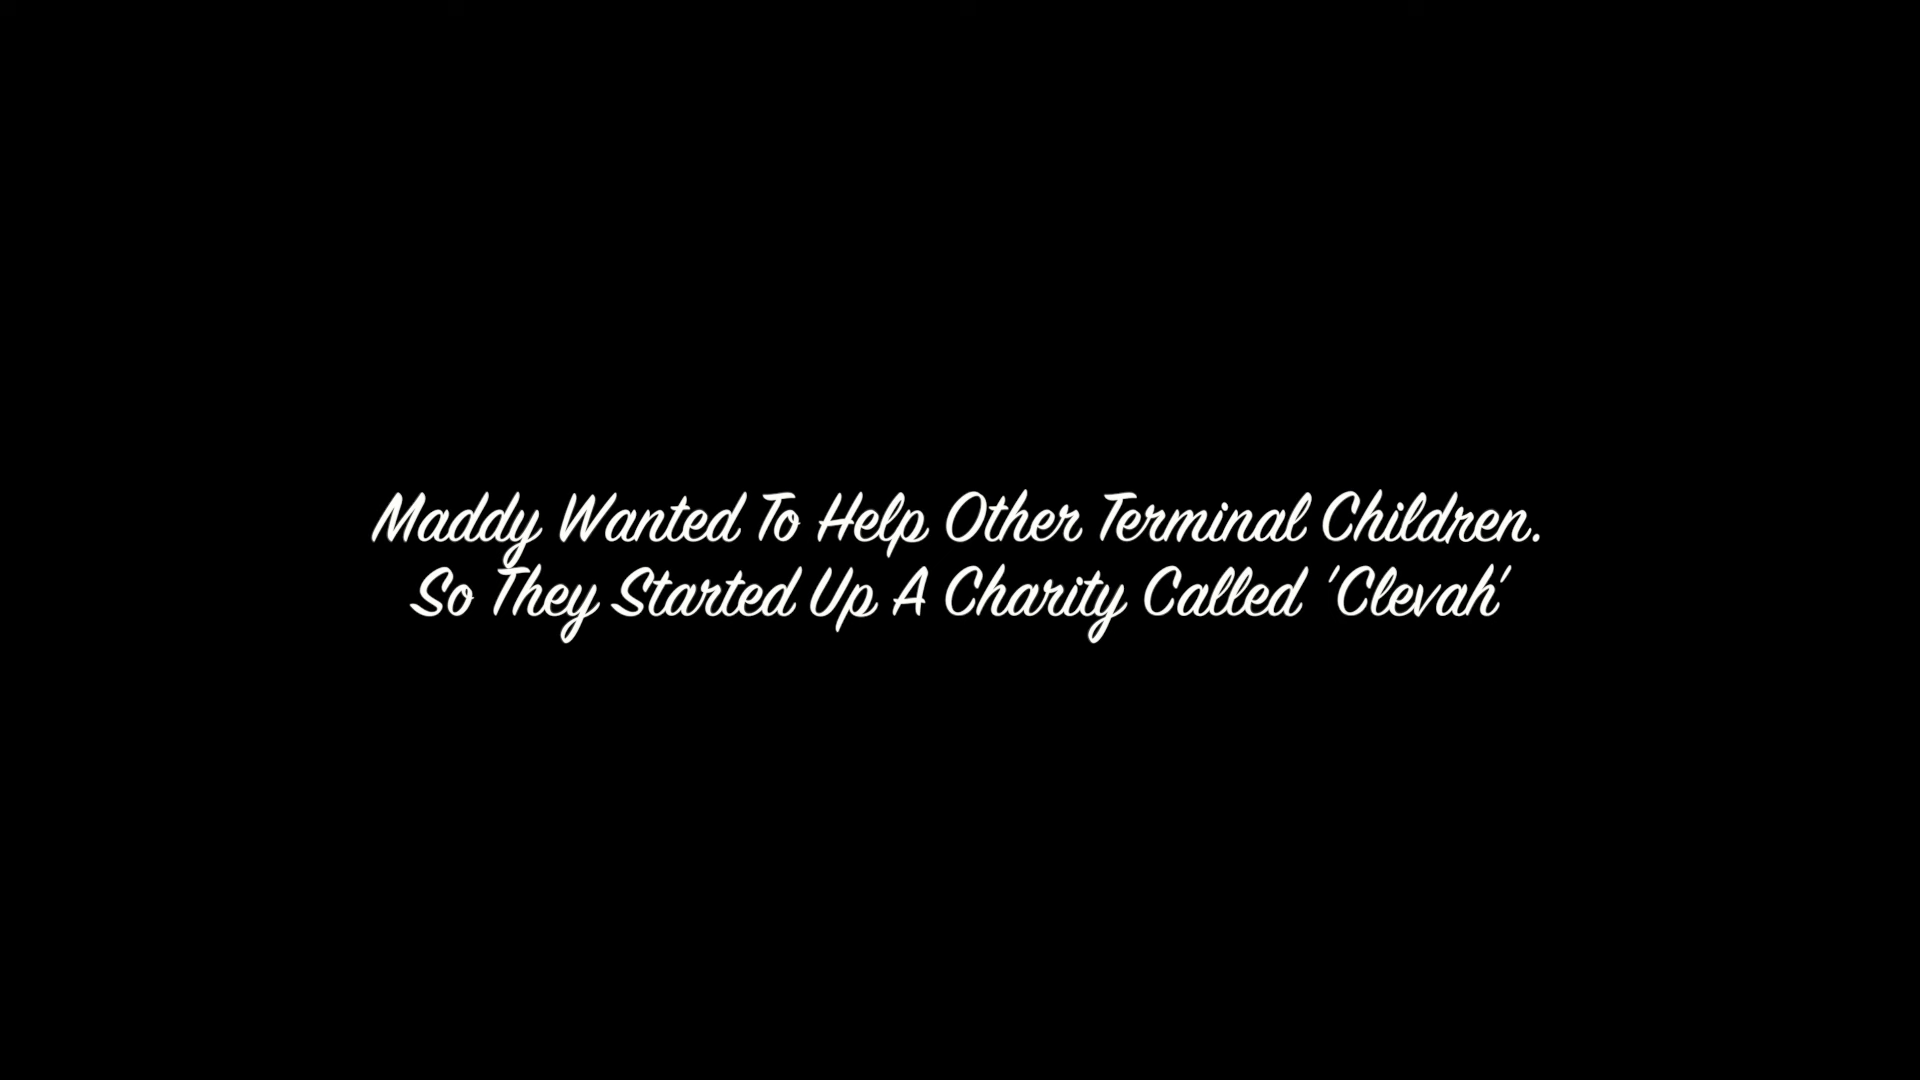 Maddy Wanted To Help Other Terminal Children.
So They Started Up A Charity Called 'Clevah'